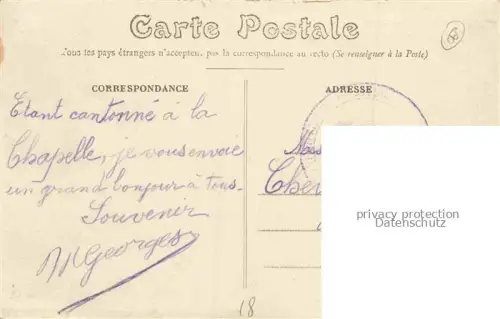 Carte Postale
Tous les pays étrangers n'acceptent pas la correspondance au recto (Se renseigner à la Poste)
CORRESPONDANCE
ADRESSE
Etant cantonné à la
Chapelle, je vous envoie
un grand bonjour à tous.
Souvenir
M Georges
privacy protection
Datenschutz
18